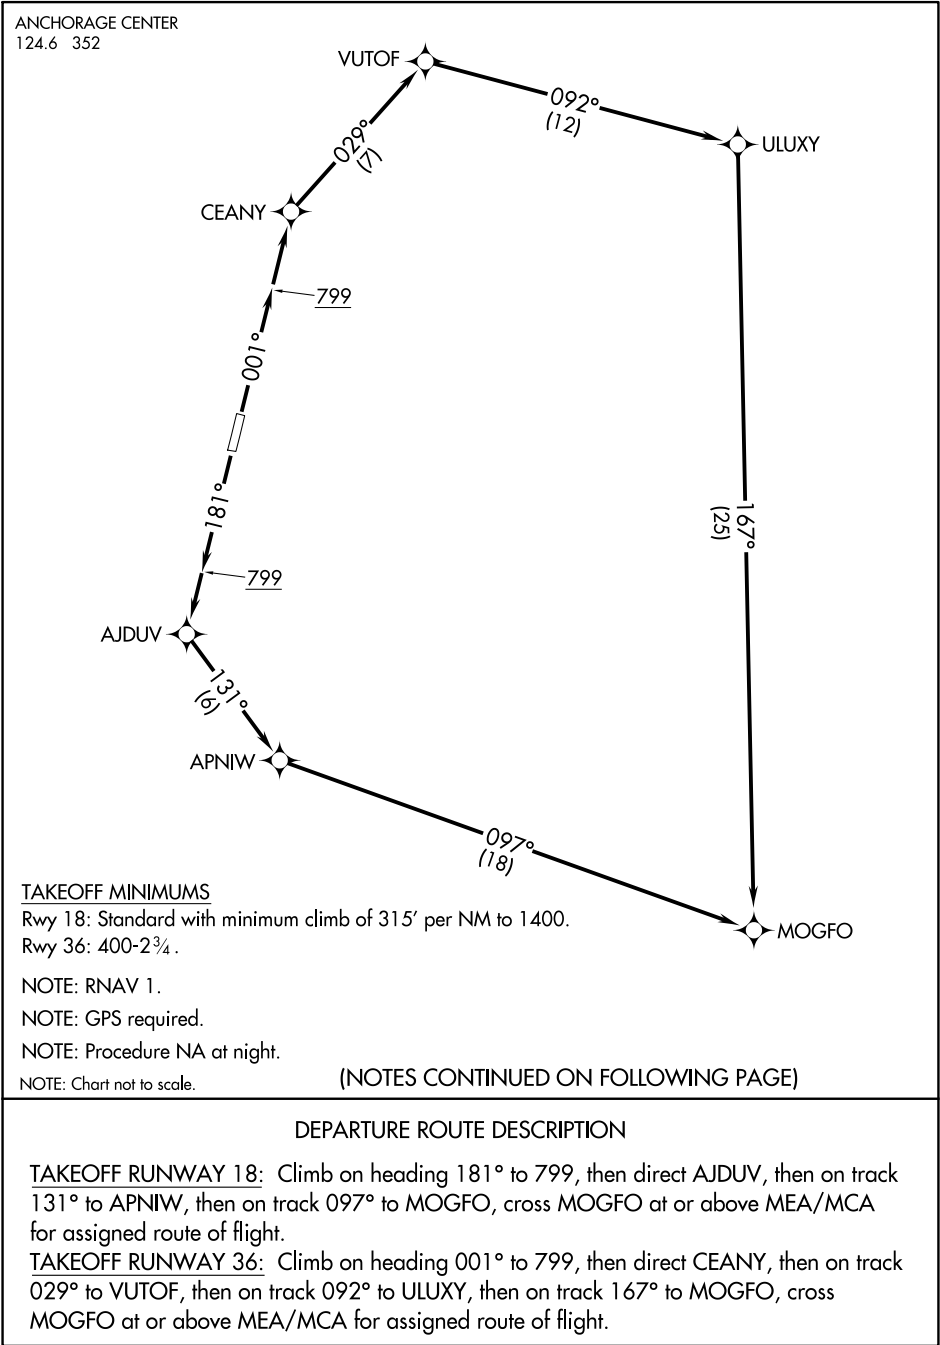 ANCHORAGE CENTER
124.6 352
VUTOF
092°
(12)
ULUXY
029°
(7)
CEANY
799
001°
181°
167°
(25)
799
AJDUV
131°
(6)
APNIW
097°
(18)
MOGFO
TAKEOFF MINIMUMS
Rwy 18: Standard with minimum climb of 315' per NM to 1400.
Rwy 36: 400-2¾.
NOTE: RNAV 1.
NOTE: GPS required.
NOTE: Procedure NA at night.
NOTE: Chart not to scale.
(NOTES CONTINUED ON FOLLOWING PAGE)
DEPARTURE ROUTE DESCRIPTION
TAKEOFF RUNWAY 18: Climb on heading 181° to 799, then direct AJDUV, then on track
131° to APNIW, then on track 097° to MOGFO, cross MOGFO at or above MEA/MCA
for assigned route of flight.
TAKEOFF RUNWAY 36: Climb on heading 001° to 799, then direct CEANY, then on track
029° to VUTOF, then on track 092° to ULUXY, then on track 167° to MOGFO, cross
MOGFO at or above MEA/MCA for assigned route of flight.